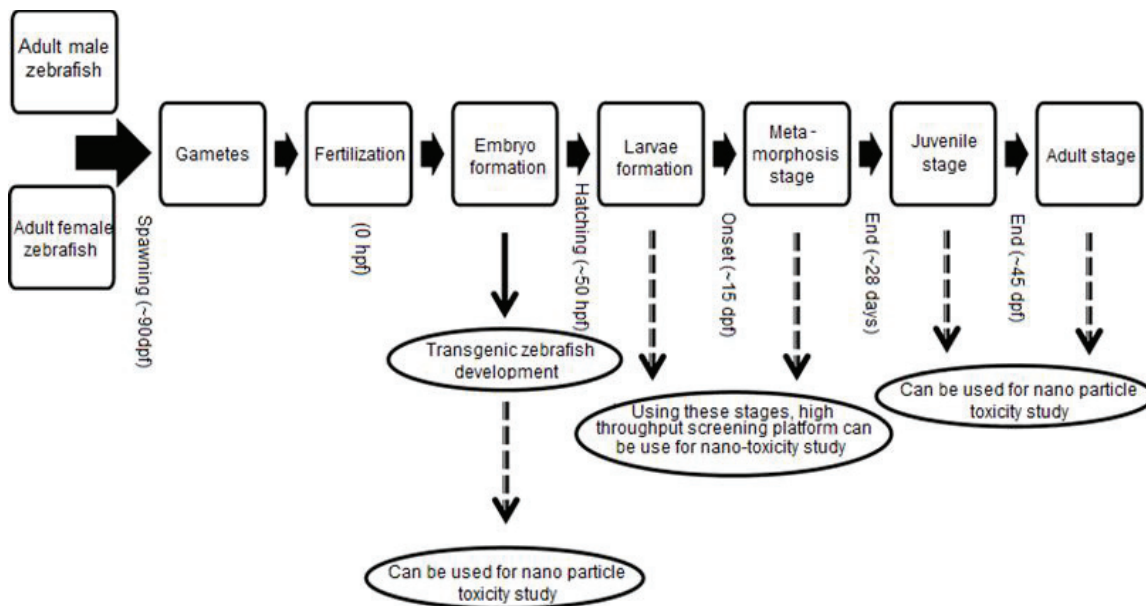 Adult male
zebrafish
Adult female
zebrafish
Spawning (~90dpf)
Gametes
Fertilization
(0 hpf)
Embryo
formation
Hatching (~50 hpf)
Larvae
formation
Onset (~15 dpf)
Meta -
morphosis
stage
End (~28 days)
Juvenile
stage
End (~45 dpf)
Adult stage
Transgenic zebrafish
development
Can be used for nano particle
toxicity study
Using these stages, high
throughput screening platform can
be use for nano-toxicity study
Can be used for nano particle
toxicity study